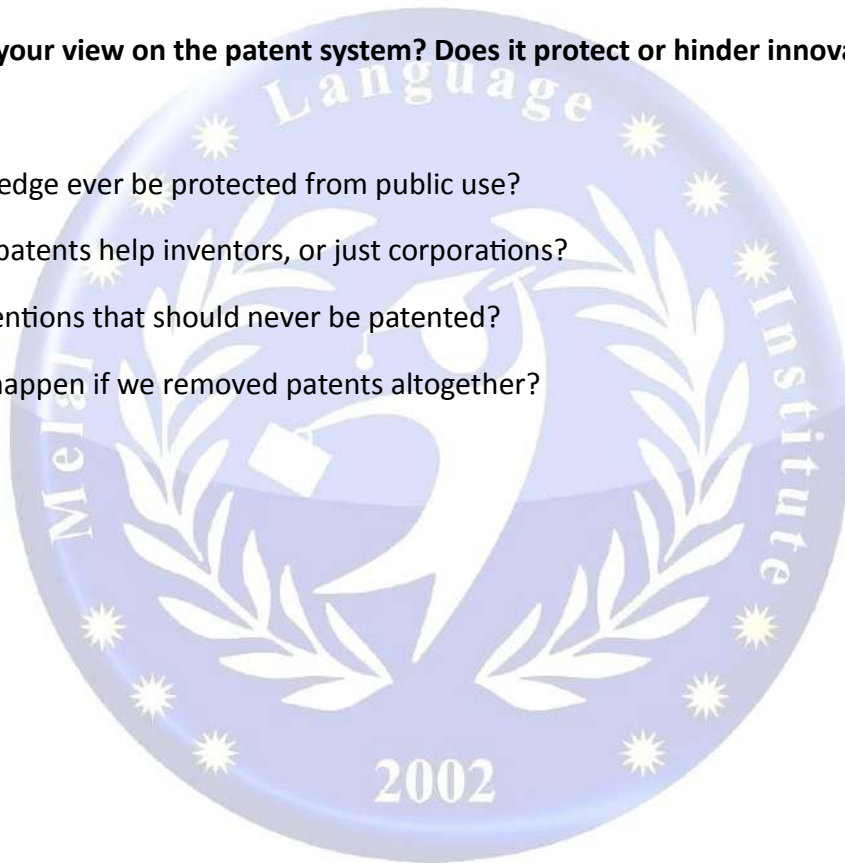 your view on the patent system? Does it protect or hinder
Language
edge ever be protected from public use?
patents help inventors, or just corporations?
entions that should never be patented?
happen if we removed patents altogether?
Melal
Institute
2002